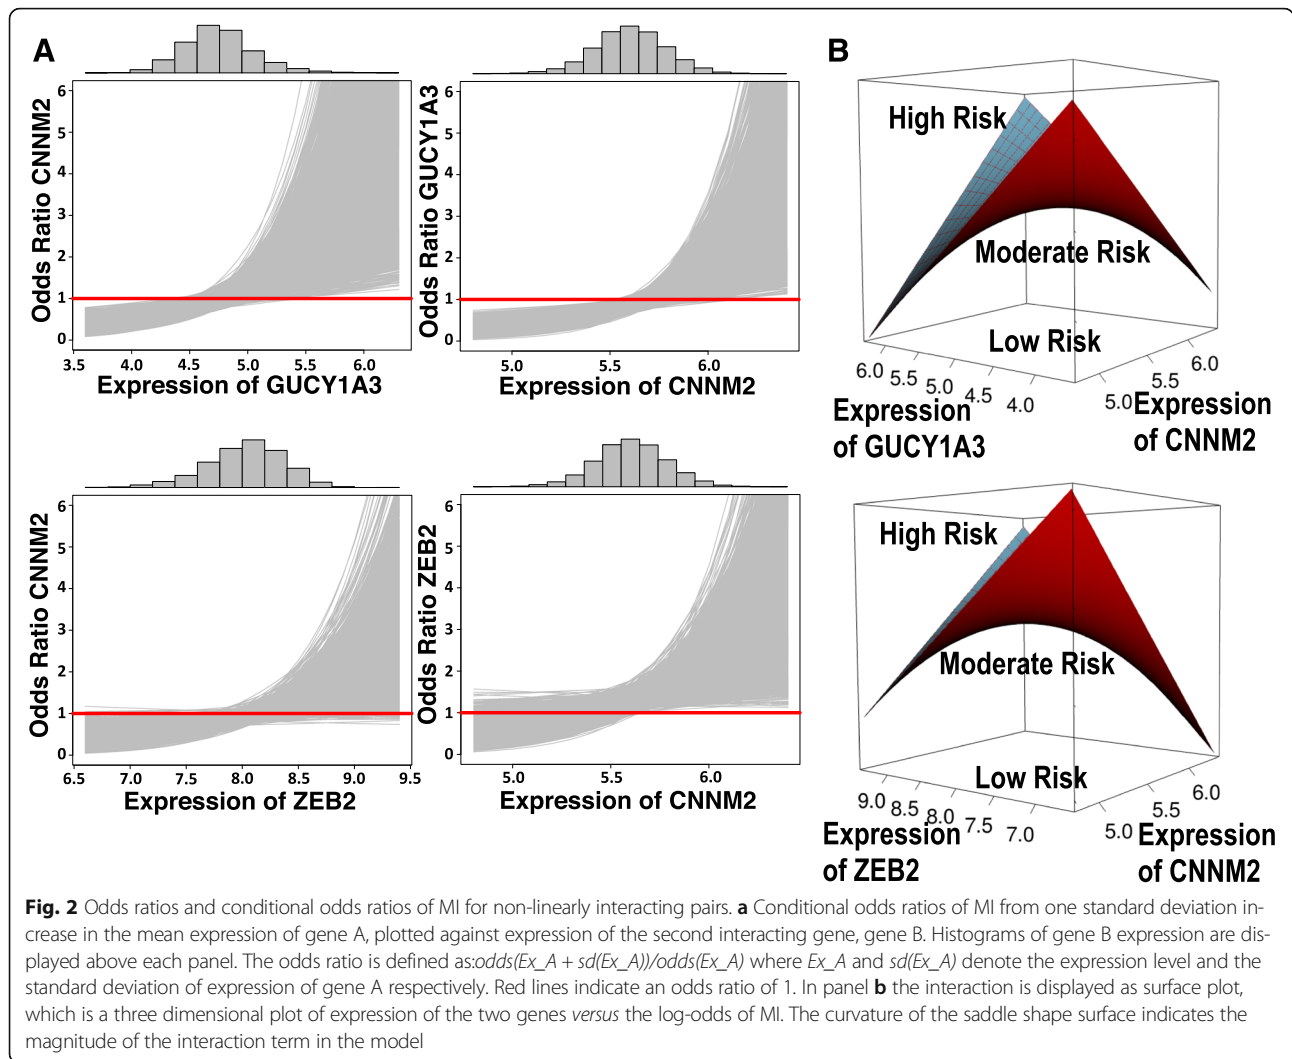 A
B
Odds Ratio CNNM2
6
5
4
3
2
1
0
3.5 4.0 4.5 5.0 5.5 6.0
Expression of GUCY1A3
Odds Ratio GUCY1A3
6
5
4
3
2
1
0
5.0 5.5 6.0
Expression of CNNM2
High Risk
Moderate Risk
Low Risk
6.0 5.5 5.0 4.5 4.0
5.0 5.5 6.0
Expression
of GUCY1A3
Expression
of CNNM2
Odds Ratio CNNM2
6
5
4
3
2
1
0
6.5 7.0 7.5 8.0 8.5 9.0 9.5
Expression of ZEB2
Odds Ratio ZEB2
6
5
4
3
2
1
0
5.0 5.5 6.0
Expression of CNNM2
High Risk
Moderate Risk
Low Risk
9.0 8.5 8.0 7.5 7.0
5.0 5.5 6.0
Expression
of ZEB2
Expression
of CNNM2
Fig. 2 Odds ratios and conditional odds ratios of MI for non-linearly interacting pairs. a Conditional odds ratios of MI from one standard deviation in-
crease in the mean expression of gene A, plotted against expression of the second interacting gene, gene B. Histograms of gene B expression are dis-
played above each panel. The odds ratio is defined as:odds(Ex_A + sd(Ex_A))/odds(Ex_A) where Ex_A and sd(Ex_A) denote the expression level and the
standard deviation of expression of gene A respectively. Red lines indicate an odds ratio of 1. In panel b the interaction is displayed as surface plot,
which is a three dimensional plot of expression of the two genes versus the log-odds of MI. The curvature of the saddle shape surface indicates the
magnitude of the interaction term in the model